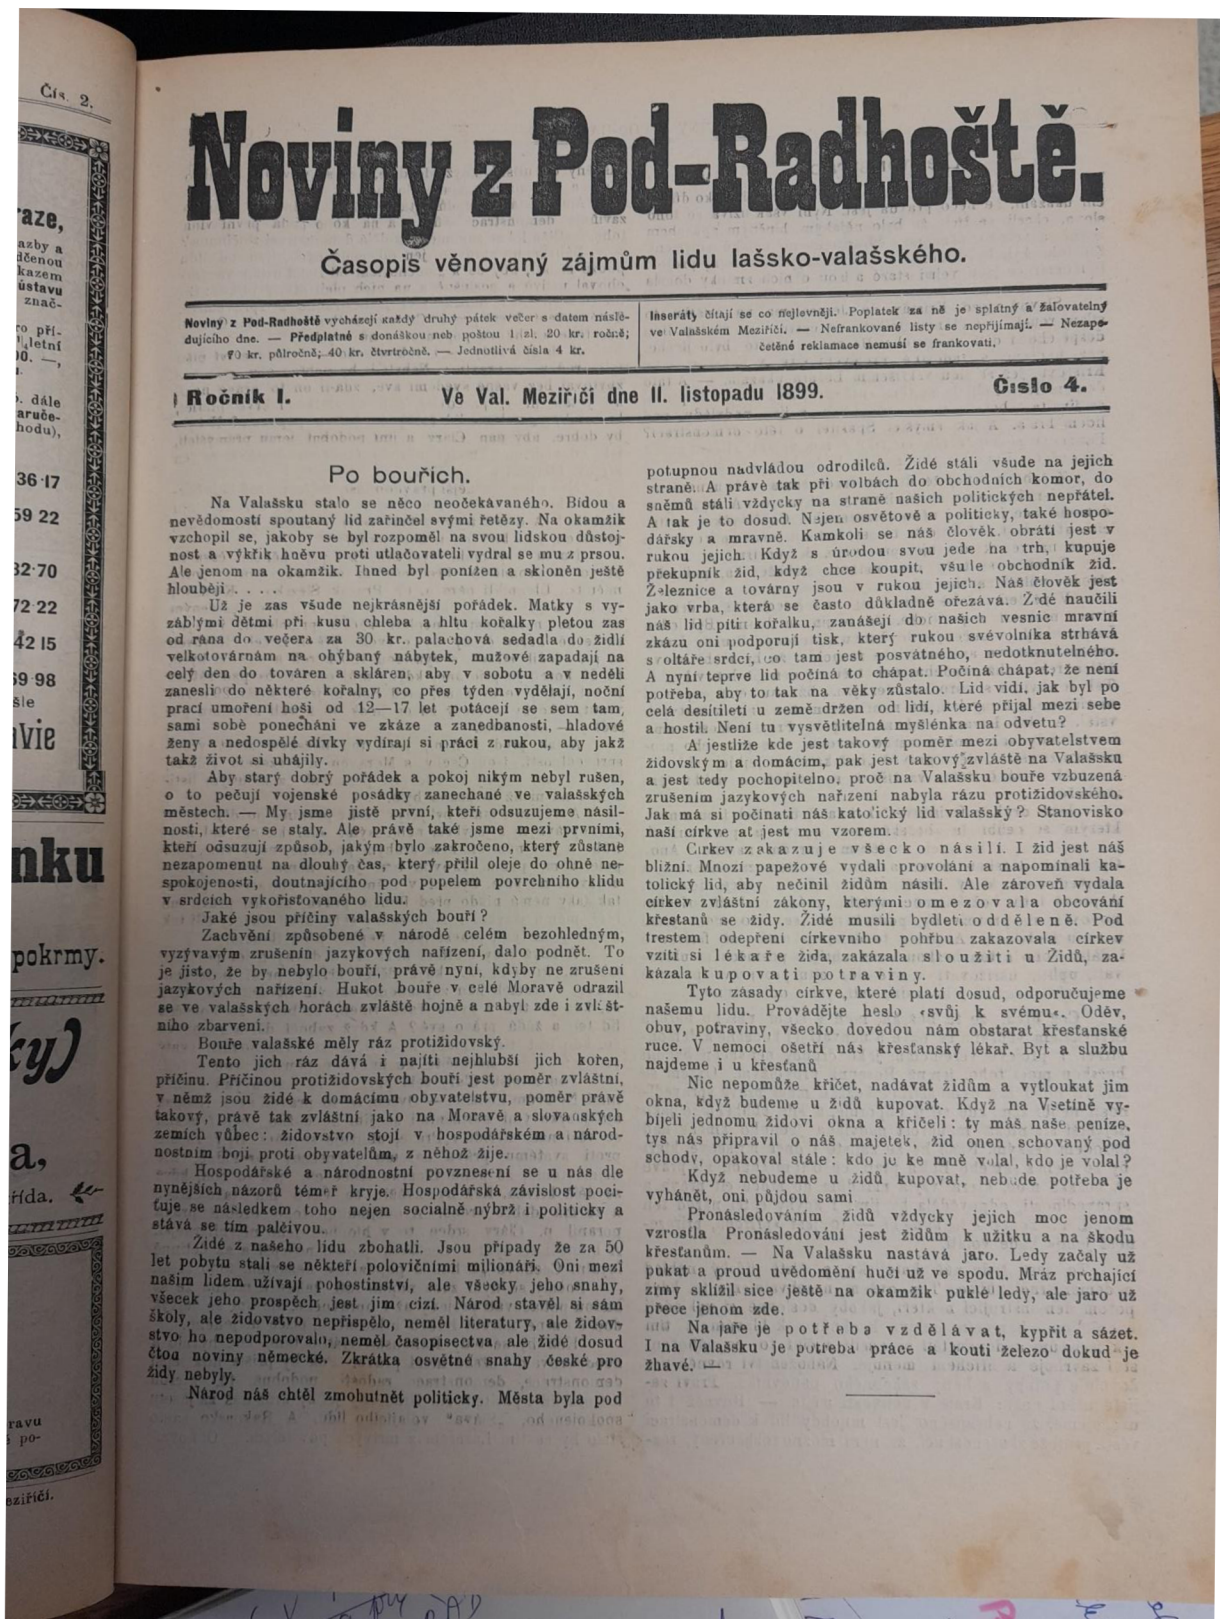 Čís. 2.
raze,
azby a
dčenou
kazem
ústavu
znač-
ro při-
letní
00. —,
o. dále
aruče-
hodu),
36·17
59 22
32·70
72·22
42 15
59·98
šle
nku
pokrmy.
ky)
a,
řída.
ravu
po-
eziříčí.
Noviny z Pod-Radhoště.
Časopis věnovaný zájmům lidu lašsko-valašského.
Noviny z Pod-Radhoště vycházejí každý druhý pátek večer s datem násle-
dujícího dne. — Předplatné s donáškou neb poštou 1 zl. 20 kr. ročně;
70 kr. půlročně; 40 kr. čtvrtročně. — Jednotlivá čísla 4 kr.
Inseráty čítají se co nejlevněji. Poplatek za ně je splatný a žalovatelný
ve Valašském Meziříčí. — Nefrankované listy se nepřijímají. — Nezape-
četěné reklamace nemusí se frankovati.
Ročník I.
Ve Val. Meziříčí dne 11. listopadu 1899.
Číslo 4.
Po bouřích.
Na Valašsku stalo se něco neočekávaného. Bídou a
nevědomostí spoutaný lid zařinčel svými řetězy. Na okamžik
vzchopil se, jakoby se byl rozpoměl na svou lidskou důstoj-
nost a výkřik hněvu proti utlačovateli vydral se mu z prsou.
Ale jenom na okamžik. Ihned byl ponížen a skloněn ještě
hlouběji . . . . .
Už je zas všude nejkrásnější pořádek. Matky s vy-
záblými dětmi při kusu chleba a hltu kořalky pletou zas
od rána do večera za 30 kr. palachová sedadla do židlí
velkotovárnám na ohýbaný nábytek, mužové zapadají na
celý den do továren a skláren, aby v sobotu a v neděli
zanesli do některé kořalny, co přes týden vydělají, noční
prací umoření hoši od 12—17 let potácejí se sem tam,
sami sobě ponecháni ve zkáze a zanedbanosti, hladové
ženy a nedospělé dívky vydírají si práci z rukou, aby jakž
takž život si uhájily.
Aby starý dobrý pořádek a pokoj nikým nebyl rušen,
o to pečují vojenské posádky zanechané ve valašských
městech. — My jsme jistě první, kteří odsuzujeme násil-
nosti, které se staly. Ale právě také jsme mezi prvními,
kteří odsuzují způsob, jakým bylo zakročeno, který zůstane
nezapomenut na dlouhý čas, který přilil oleje do ohně ne-
spokojenosti, doutnajícího pod popelem povrchního klidu
v srdcích vykořisťovaného lidu.
Jaké jsou příčiny valašských bouří?
Zachvění způsobené v národě celém bezohledným,
vyzývavým zrušením jazykových nařízení, dalo podnět. To
je jisto, že by nebylo bouří, právě nyní, kdyby ne zrušení
jazykových nařízení. Hukot bouře v celé Moravě odrazil
se ve valašských horách zvláště hojně a nabyl zde i zvlášt-
ního zbarvení.
Bouře valašské měly ráz protižidovský.
Tento jich ráz dává i najíti nejhlubší jich kořen,
příčinu. Příčinou protižidovských bouří jest poměr zvláštní,
v němž jsou židé k domácímu obyvatelstvu, poměr právě
takový, právě tak zvláštní jako na Moravě a slovanských
zemích vůbec: židovstvo stojí v hospodářském a národ-
nostním boji proti obyvatelům, z něhož žije.
Hospodářské a národnostní povznesení se u nás dle
nynějších názorů téměř kryje. Hospodářská závislost poci-
ťuje se následkem toho nejen socialně nýbrž i politicky a
stává se tím palčivou.
Židé z našeho lidu zbohatli. Jsou případy že za 50
let pobytu stali se někteří polovičními milionáři. Oni mezi
naším lidem užívají pohostinství, ale všecky jeho snahy,
všecek jeho prospěch jest jim cizí. Národ stavěl si sám
školy, ale židovstvo nepřispělo, neměl literatury, ale židov-
stvo ho nepodporovalo, neměl časopisectva, ale židé dosud
čtou noviny německé. Zkrátka osvětné snahy české pro
židy nebyly.
Národ náš chtěl zmohutnět politicky. Města byla pod
potupnou nadvládou odrodilců. Židé stáli všude na jejich
straně. A právě tak při volbách do obchodních komor, do
sněmů stáli vždycky na straně našich politických nepřátel.
A tak je to dosud. Nejen osvětově a politicky, také hospo-
dářsky a mravně. Kamkoli se náš člověk obrátí jest v
rukou jejich. Když s úrodou svou jede na trh, kupuje
překupník žid, když chce koupit, všude obchodník žid.
Železnice a továrny jsou v rukou jejich. Náš člověk jest
jako vrba, která se často důkladně ořezává. Židé naučili
náš lid píti kořalku, zanášejí do našich vesnic mravní
zkázu oni podporují tisk, který rukou svévolníka strhává
s oltáře srdcí, co tam jest posvátného, nedotknutelného.
A nyní teprve lid počíná to chápat. Počíná chápat, že není
potřeba, aby to tak na věky zůstalo. Lid vidí, jak byl po
celá desítiletí u země držen od lidí, které přijal mezi sebe
a hostil. Není tu vysvětlitelná myšlénka na odvetu?
A jestliže kde jest takový poměr mezi obyvatelstvem
židovským a domácím, pak jest takový zvláště na Valašsku
a jest tedy pochopitelno, proč na Valašsku bouře vzbuzená
zrušením jazykových nařízení nabyla rázu protižidovského.
Jak má si počínati náš katolický lid valašský? Stanovisko
naší církve ať jest mu vzorem.
Církev zakazuje všecko násilí. I žid jest náš
bližní. Mnozí papežové vydali provolání a napomínali ka-
tolický lid, aby nečinil židům násilí. Ale zároveň vydala
církev zvláštní zákony, kterými omezovala obcování
křesťanů se židy. Židé musili bydleti odděleně. Pod
trestem odepření církevního pohřbu zakazovala církev
vzíti si lékaře žida, zakázala sloužiti u Židů, za-
kázala kupovati potraviny.
Tyto zásady církve, které platí dosud, odporučujeme
našemu lidu. Provádějte heslo «svůj k svému«. Oděv,
obuv, potraviny, všecko dovedou nám obstarat křesťanské
ruce. V nemoci ošetří nás křesťanský lékař. Byt a službu
najdeme i u křesťanů
Nic nepomůže křičet, nadávat židům a vytloukat jim
okna, když budeme u židů kupovat. Když na Vsetíně vy-
bíjeli jednomu židovi okna a křičeli: ty máš naše peníze,
tys nás připravil o náš majetek, žid onen schovaný pod
schody, opakoval stále: kdo je ke mně volal, kdo je volal?
Když nebudeme u židů kupovat, nebude potřeba je
vyhánět, oni půjdou sami
Pronásledováním židů vždycky jejich moc jenom
vzrostla Pronásledování jest židům k užitku a na škodu
křesťanům. — Na Valašsku nastává jaro. Ledy začaly už
pukat a proud uvědomění hučí už ve spodu. Mráz prchající
zimy sklížil sice ještě na okamžik puklé ledy, ale jaro už
přece jenom zde.
Na jaře je potřeba vzdělávat, kypřit a sázet.
I na Valašsku je potřeba práce a kouti železo dokud je
žhavé. —